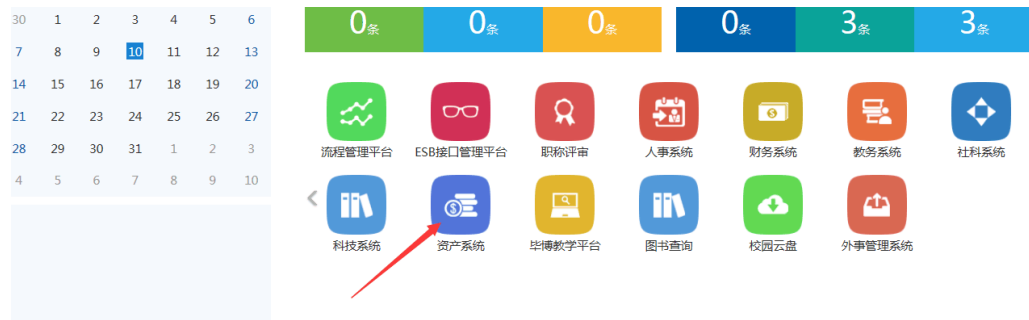 30 1 2 3 4 5 6
7 8 9 10 11 12 13
14 15 16 17 18 19 20
21 22 23 24 25 26 27
28 29 30 31 1 2 3
4 5 6 7 8 9 10
0条 0条 0条 0条 3条 3条
流程管理平台 ESB接口管理平台 职称评审 人事系统 财务系统 教务系统 社科系统
科技系统 资产系统 毕博教学平台 图书查询 校园云盘 外事管理系统